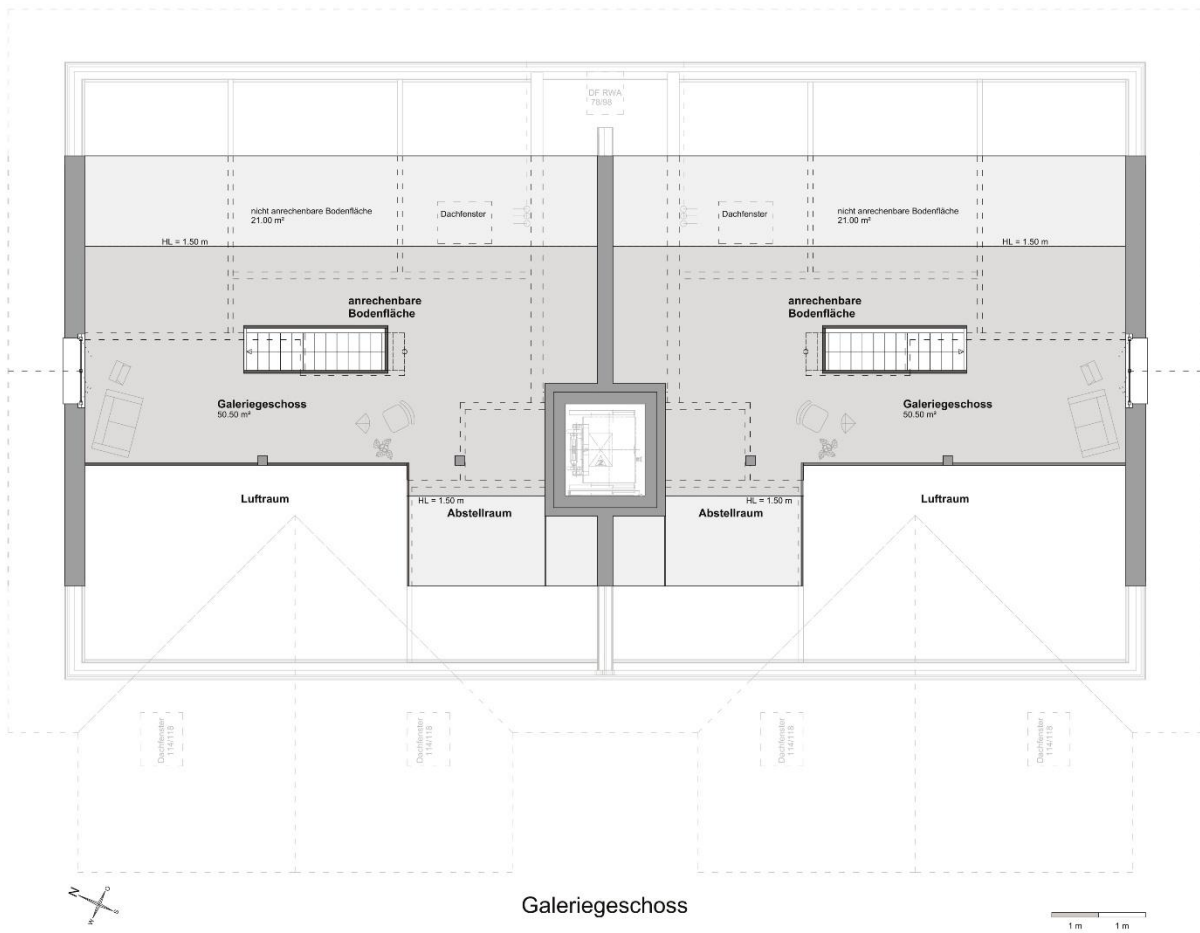 DF RWA
78/98
nicht anrechenbare Bodenfläche
21.00 m²
Dachfenster
Dachfenster
nicht anrechenbare Bodenfläche
21.00 m²
HL = 1.50 m
HL = 1.50 m
anrechenbare
Bodenfläche
anrechenbare
Bodenfläche
Galeriegeschoss
50.50 m²
Galeriegeschoss
50.50 m²
Luftraum
HL = 1.50 m
Abstellraum
HL = 1.50 m
Abstellraum
Luftraum
Dachfenster
114/118
Dachfenster
114/118
Dachfenster
114/118
Dachfenster
114/118
N
O
S
W
Galeriegeschoss
1 m
1 m